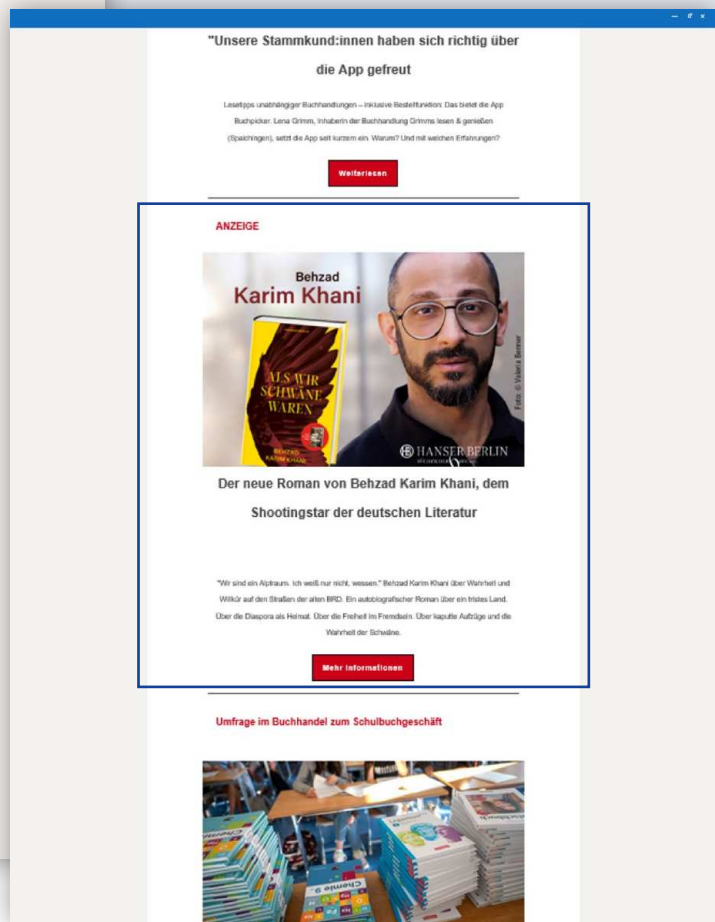 "Unsere Stammkund:innen haben sich richtig über
die App gefreut
Lesetipps unabhängiger Buchhandlungen – inklusive Bestellfunktion: Das bietet die App
Buchpicker. Lena Grimm, Inhaberin der Buchhandlung Grimms lesen & genießen
(Spaichingen), setzt die App seit kurzem ein. Warum? Und mit welchen Erfahrungen?
Weiterlesen
ANZEIGE
Behzad
Karim Khani
ALS WIR
SCHWÄNE
WAREN
BEHZAD
KARIM KHANI
Foto: © Valeria Benner
HANSER BERLIN
Der neue Roman von Behzad Karim Khani, dem
Shootingstar der deutschen Literatur
"Wir sind ein Alptraum. Ich weiß nur nicht, wessen." Behzad Karim Khani über Wahrheit und
Willkür auf den Straßen der alten BRD. Ein autobiografischer Roman über ein tristes Land.
Über die Diaspora als Heimat. Über die Freiheit im Fremdsein. Über kaputte Aufzüge und die
Wahrheit der Schwäne.
Mehr Informationen
Umfrage im Buchhandel zum Schulbuchgeschäft
Chemie 9